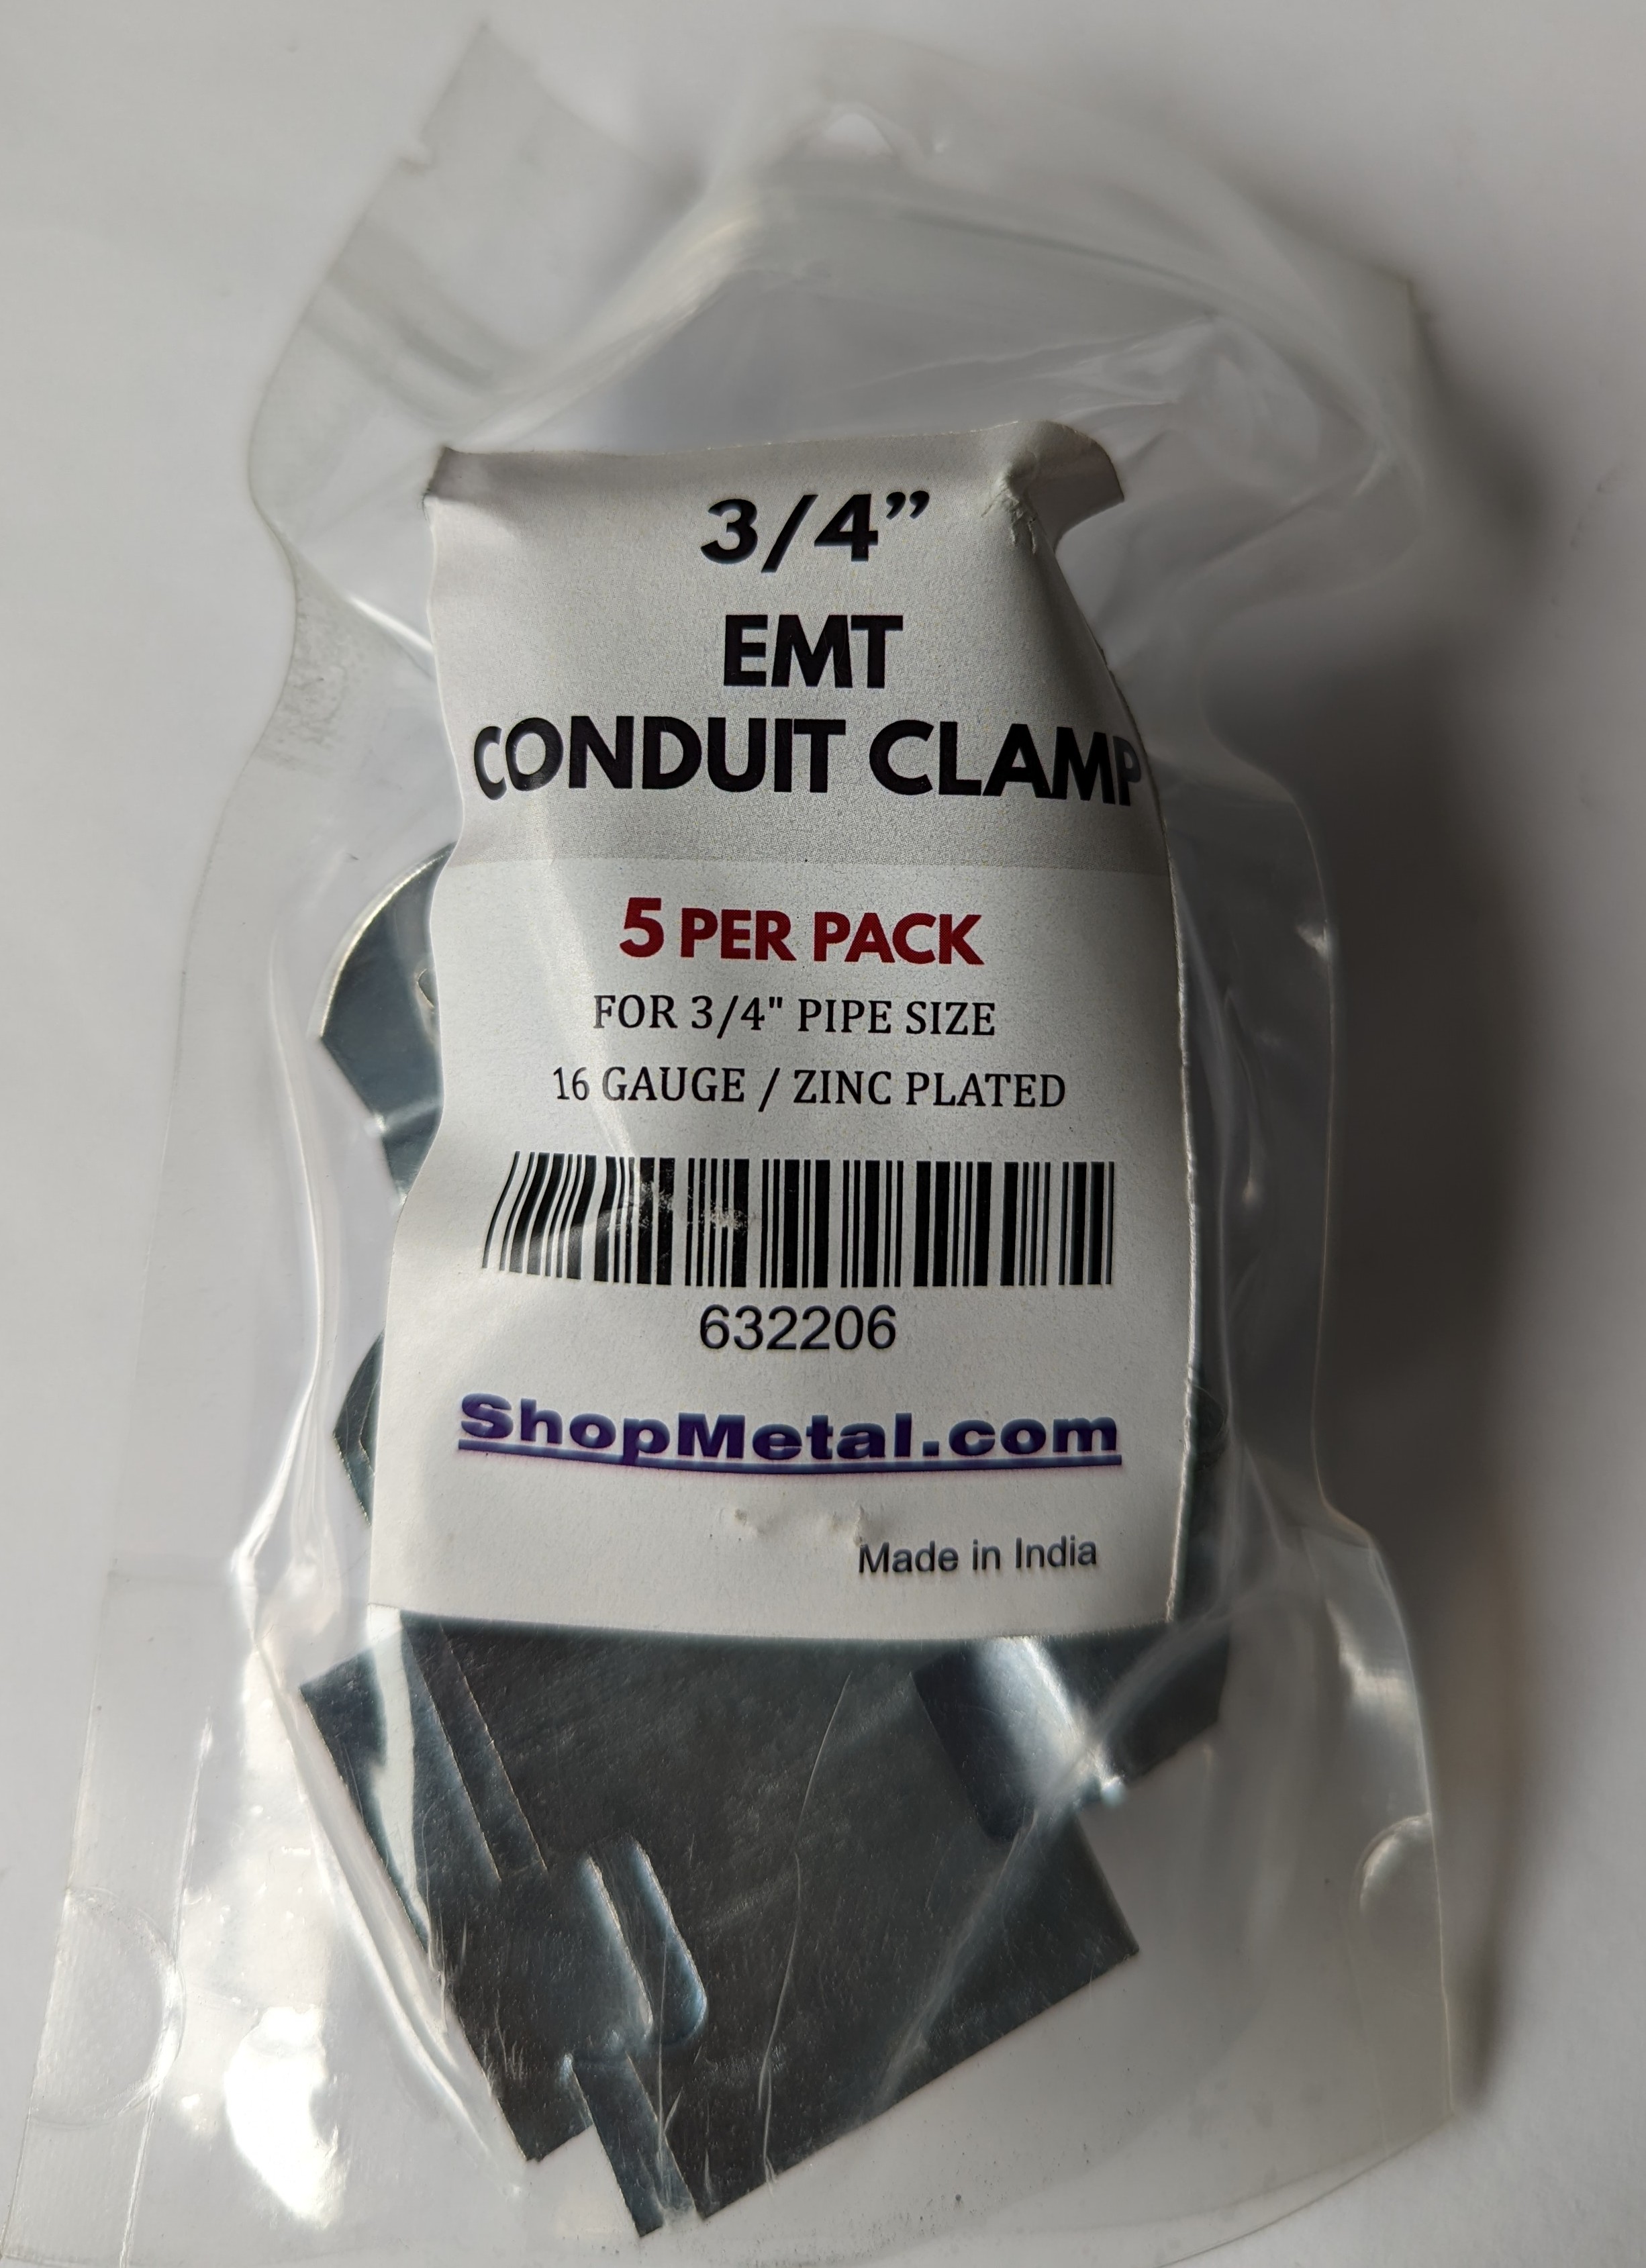 3/4”
EMT
CONDUIT CLAMP
5 PER PACK
FOR 3/4" PIPE SIZE
16 GAUGE / ZINC PLATED
632206
ShopMetal.com
Made in India